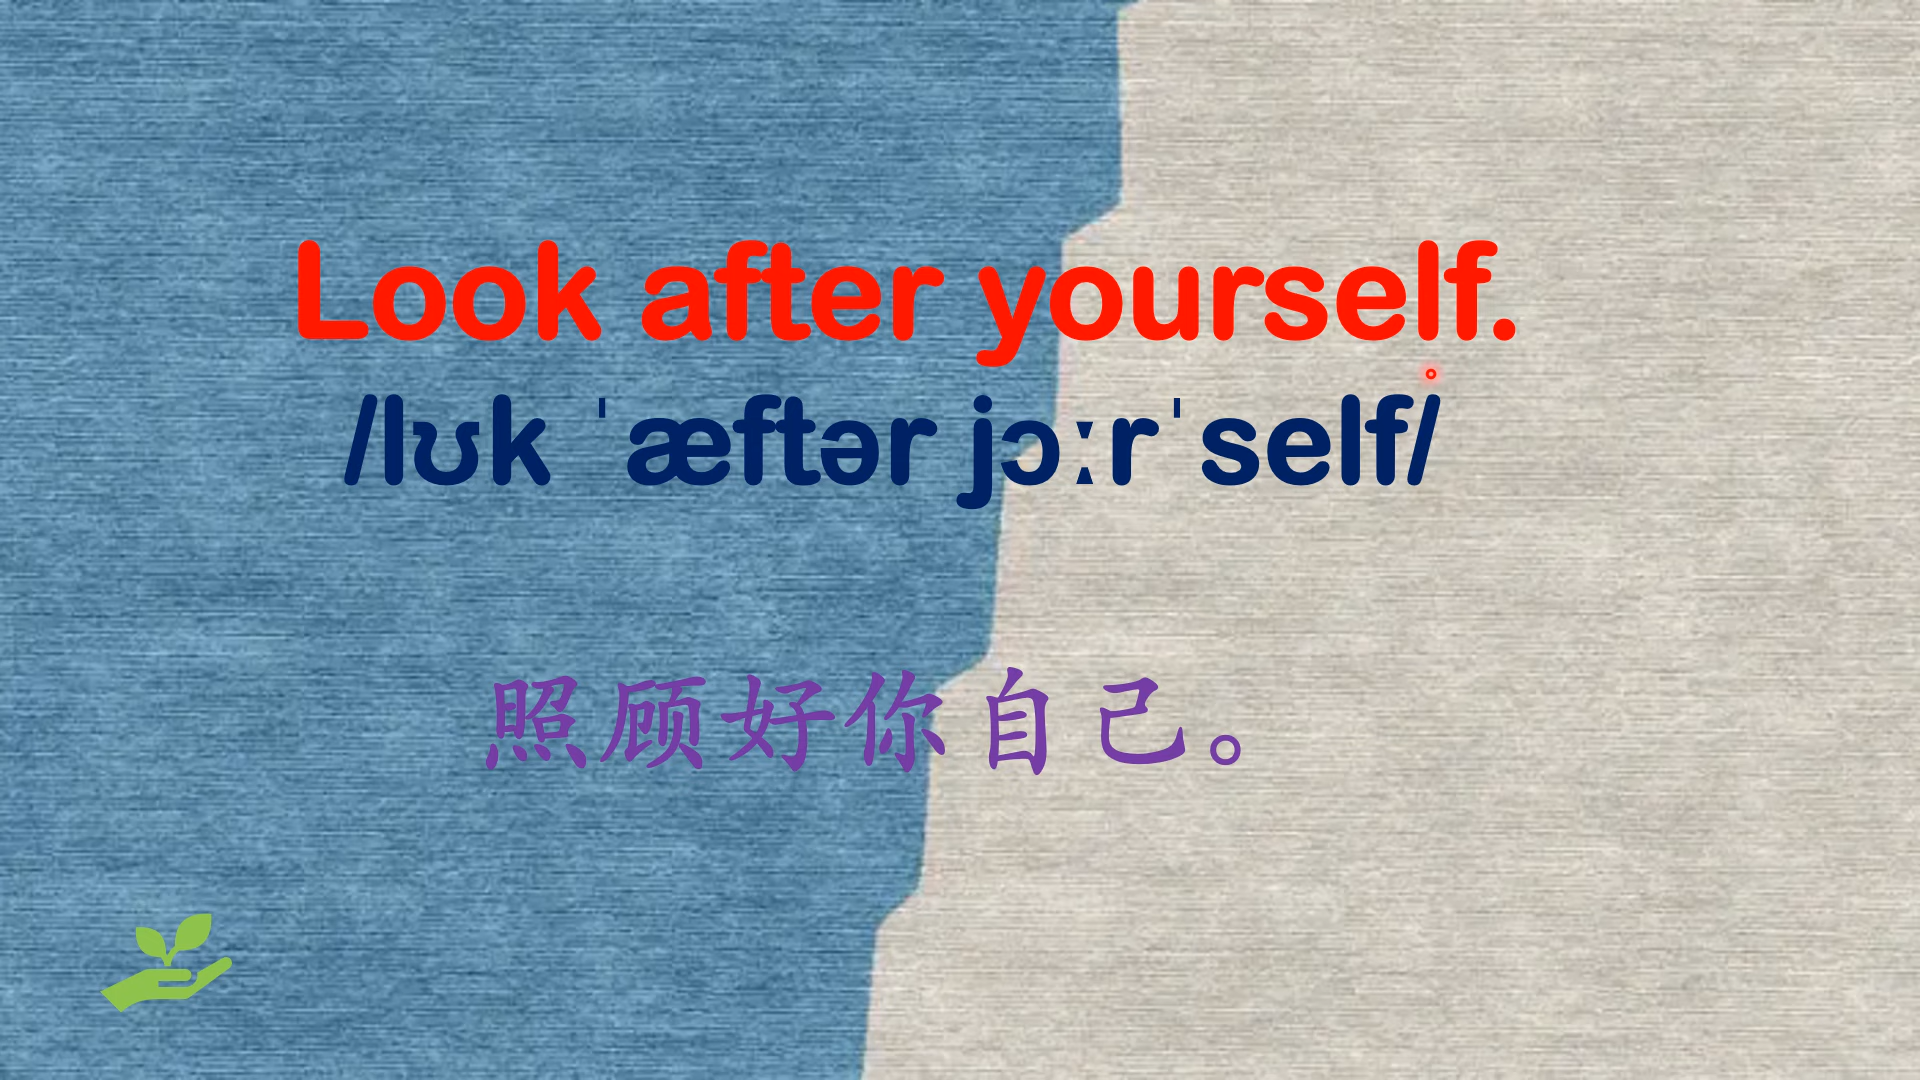 Look after yourself.
/lʊk ˈæftər jɔːrˈself/
照顾好你自己。